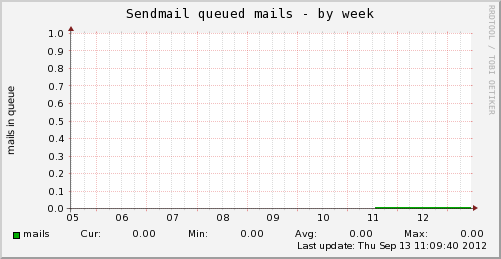 Sendmail queued mails - by week
RRDTOOL / TOBI OETIKER
mails in queue
1.0
0.9
0.8
0.7
0.6
0.5
0.4
0.3
0.2
0.1
0.0
05 06 07 08 09 10 11 12
mails Cur: 0.00 Min: 0.00 Avg: 0.00 Max: 0.00
Last update: Thu Sep 13 11:09:40 2012